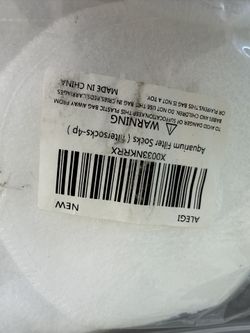 ALEGI
NEW
X0033NKRRX
Aquarium Filter Socks ( filtersocks-4p )
WARNING
TO AVOID DANGER OF SUFFOCATION KEEP THIS PLASTIC BAG AWAY FROM
BABIES AND CHILDREN. DO NOT USE THIS BAG IN CRIBS, BEDS, CARRIAGES
OR PLAYPENS. THIS BAG IS NOT A TOY.
MADE IN CHINA